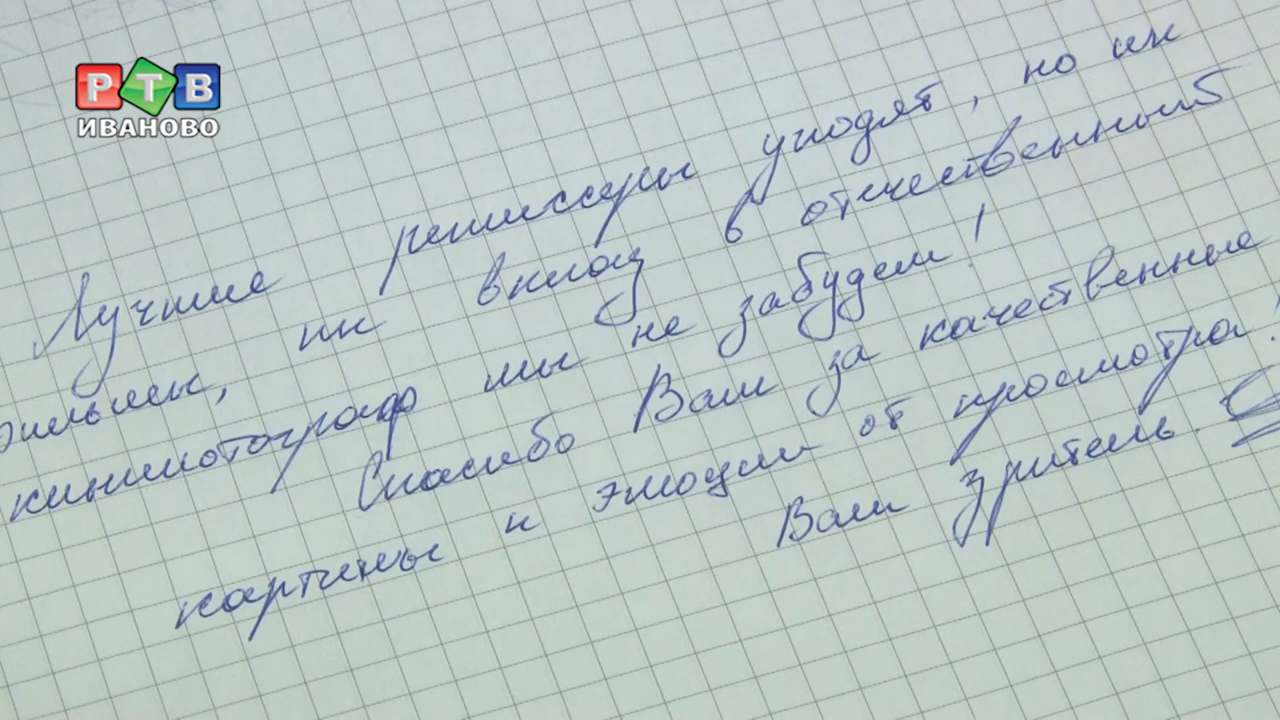 РТВ
ИВАНОВО
Лучшие режиссеры уходят, но их
фильмы, их вклад в отечественный
кинематограф мы не забудем!
Спасибо Вам за качественные
картины и эмоции от просмотра!
Ваш зритель.